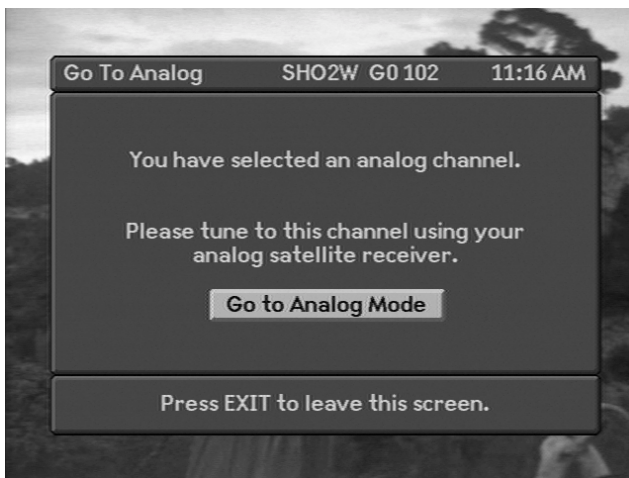 Go To Analog SHO2W G0 102 11:16 AM
You have selected an analog channel.
Please tune to this channel using your
analog satellite receiver.
Go to Analog Mode
Press EXIT to leave this screen.